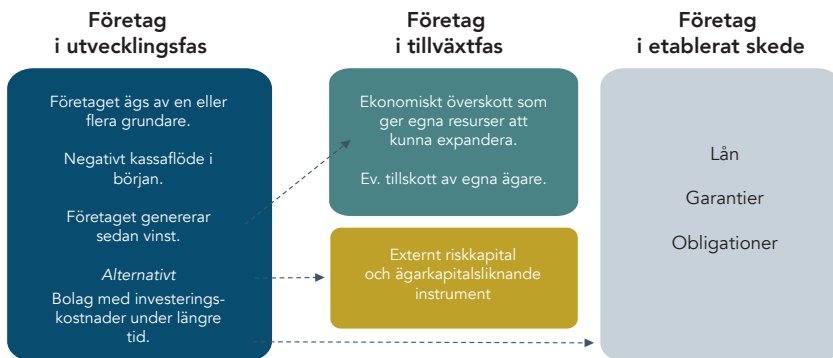 Företag
i utvecklingsfas
Företaget ägs av en eller
flera grundare.
Negativt kassaflöde i
början.
Företaget genererar
sedan vinst.
Alternativt
Bolag med investerings-
kostnader under längre
tid.
Företag
i tillväxtfas
Ekonomiskt överskott som
ger egna resurser att
kunna expandera.
Ev. tillskott av egna ägare.
Externt riskkapital
och ägarkapitalsliknande
instrument
Företag
i etablerat skede
Lån
Garantier
Obligationer